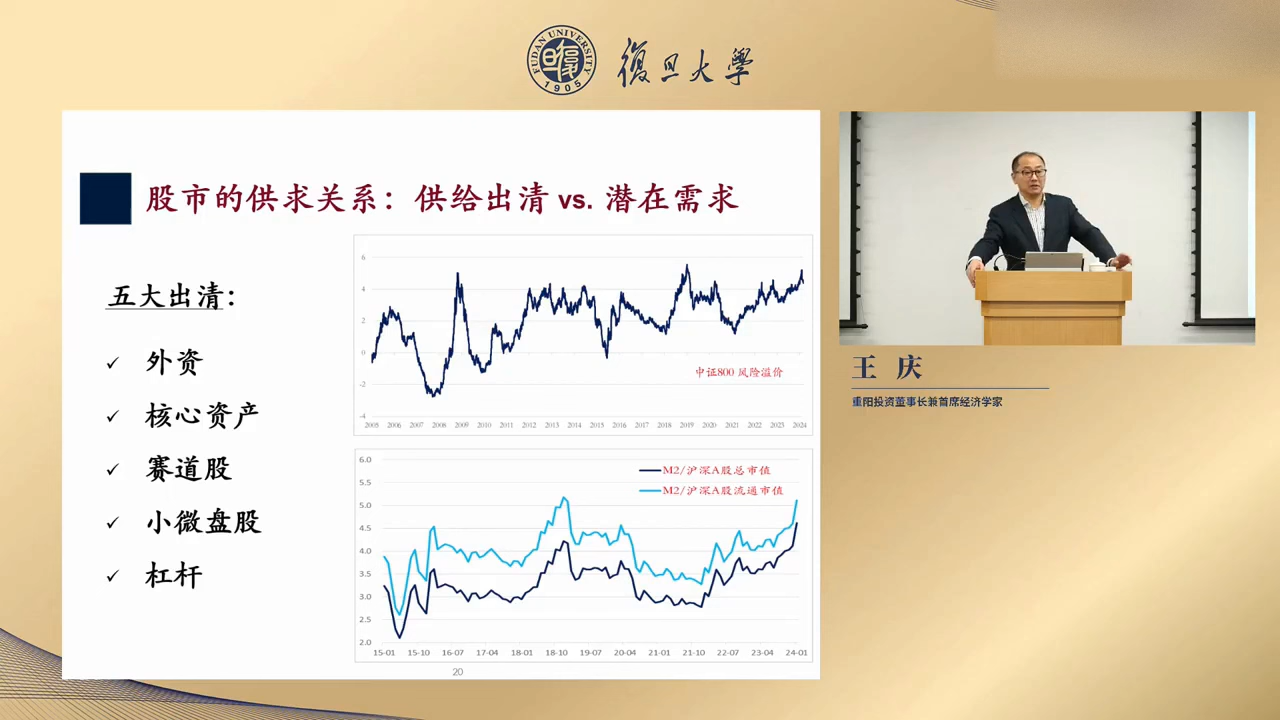 FUDAN UNIVERSITY
1905
復旦大學
股市的供求关系：供给出清 vs. 潜在需求
五大出清：
✓ 外资
✓ 核心资产
✓ 赛道股
✓ 小微盘股
✓ 杠杆
6
4
2
0
-2
-4
中证800 风险溢价
2005 2006 2007 2008 2009 2010 2011 2012 2013 2014 2015 2016 2017 2018 2019 2020 2021 2022 2023 2024
M2/沪深A股总市值
M2/沪深A股流通市值
6.0
5.5
5.0
4.5
4.0
3.5
3.0
2.5
2.0
15-01 15-10 16-07 17-04 18-01 18-10 19-07 20-04 21-01 21-10 22-07 23-04 24-01
20
王 庆
重阳投资董事长兼首席经济学家